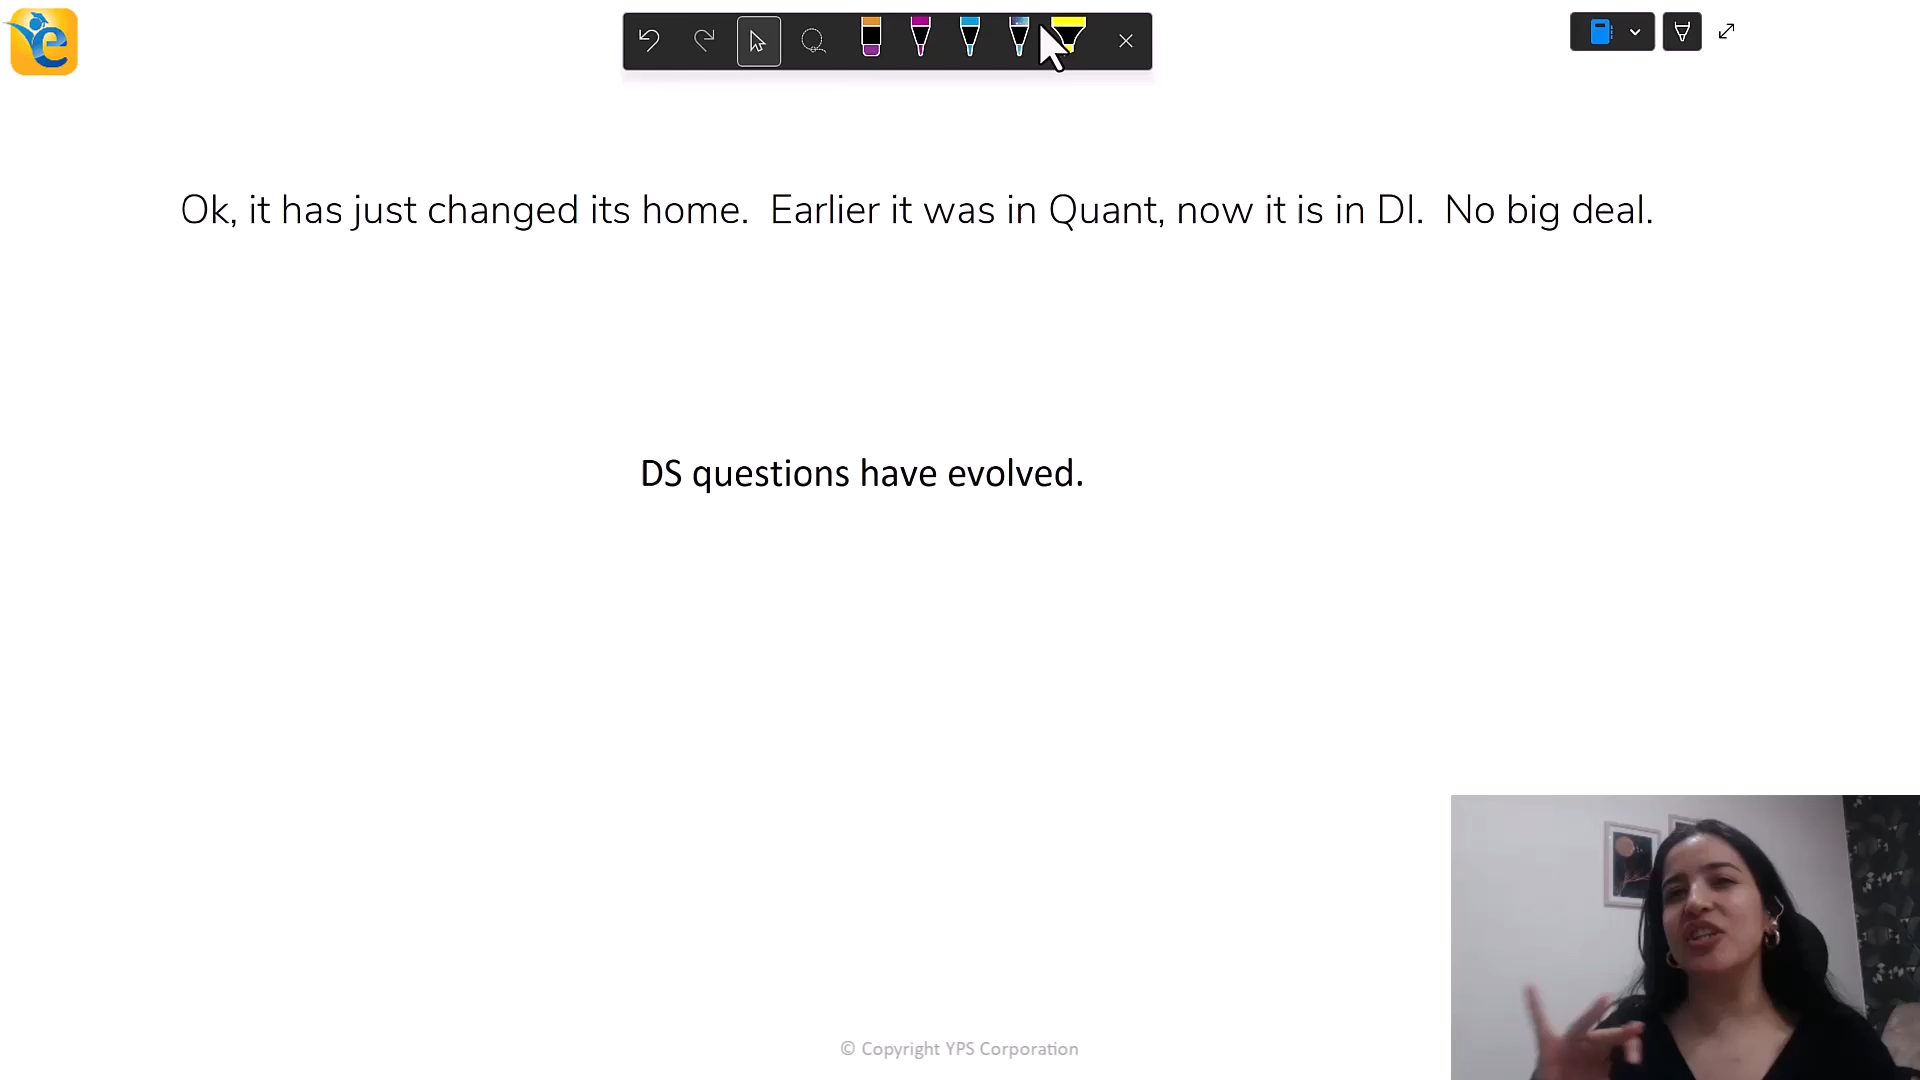 Ok, it has just changed its home.  Earlier it was in Quant, now it is in DI.  No big deal.
DS questions have evolved.
© Copyright YPS Corporation